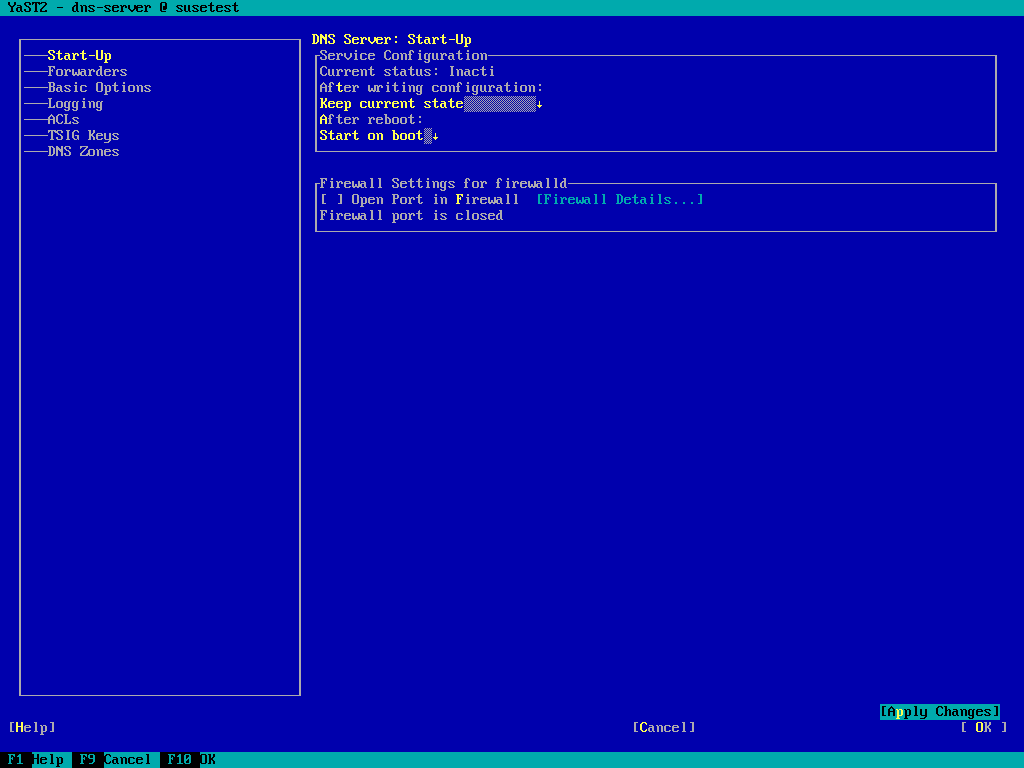 YaST2 - dns-server @ susetest
Start-Up
Forwarders
Basic Options
Logging
ACLs
TSIG Keys
DNS Zones
DNS Server: Start-Up
Service Configuration
Current status: Inacti
After writing configuration:
Keep current state↓
After reboot:
Start on boot↓
Firewall Settings for firewalld
[ ] Open Port in Firewall [Firewall Details...]
Firewall port is closed
[Apply Changes]
[Help] [Cancel] [ OK ]
F1 Help F9 Cancel F10 OK